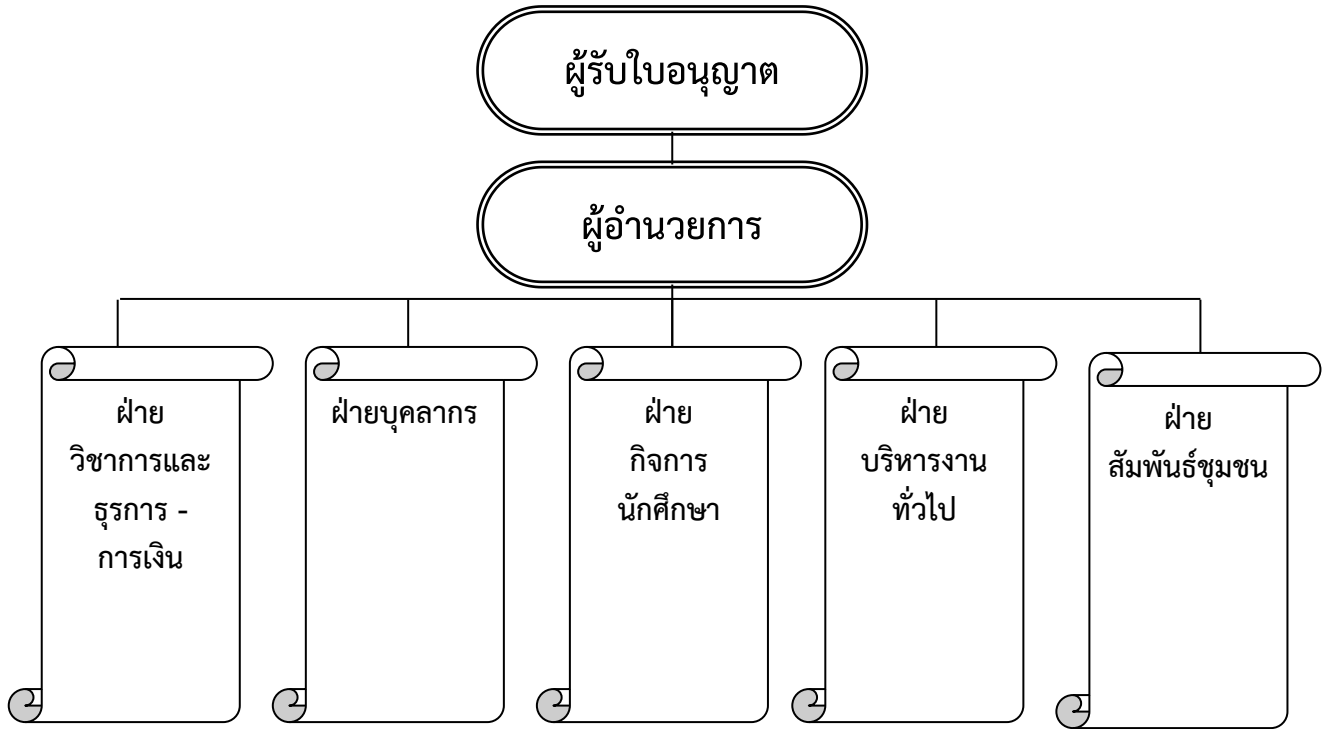 ผู้รับใบอนุญาต
ผู้อำนวยการ
ฝ่าย
วิชาการและ
ธุรการ -
การเงิน
ฝ่ายบุคลากร
ฝ่าย
กิจการ
นักศึกษา
ฝ่าย
บริหารงาน
ทั่วไป
ฝ่าย
สัมพันธ์ชุมชน